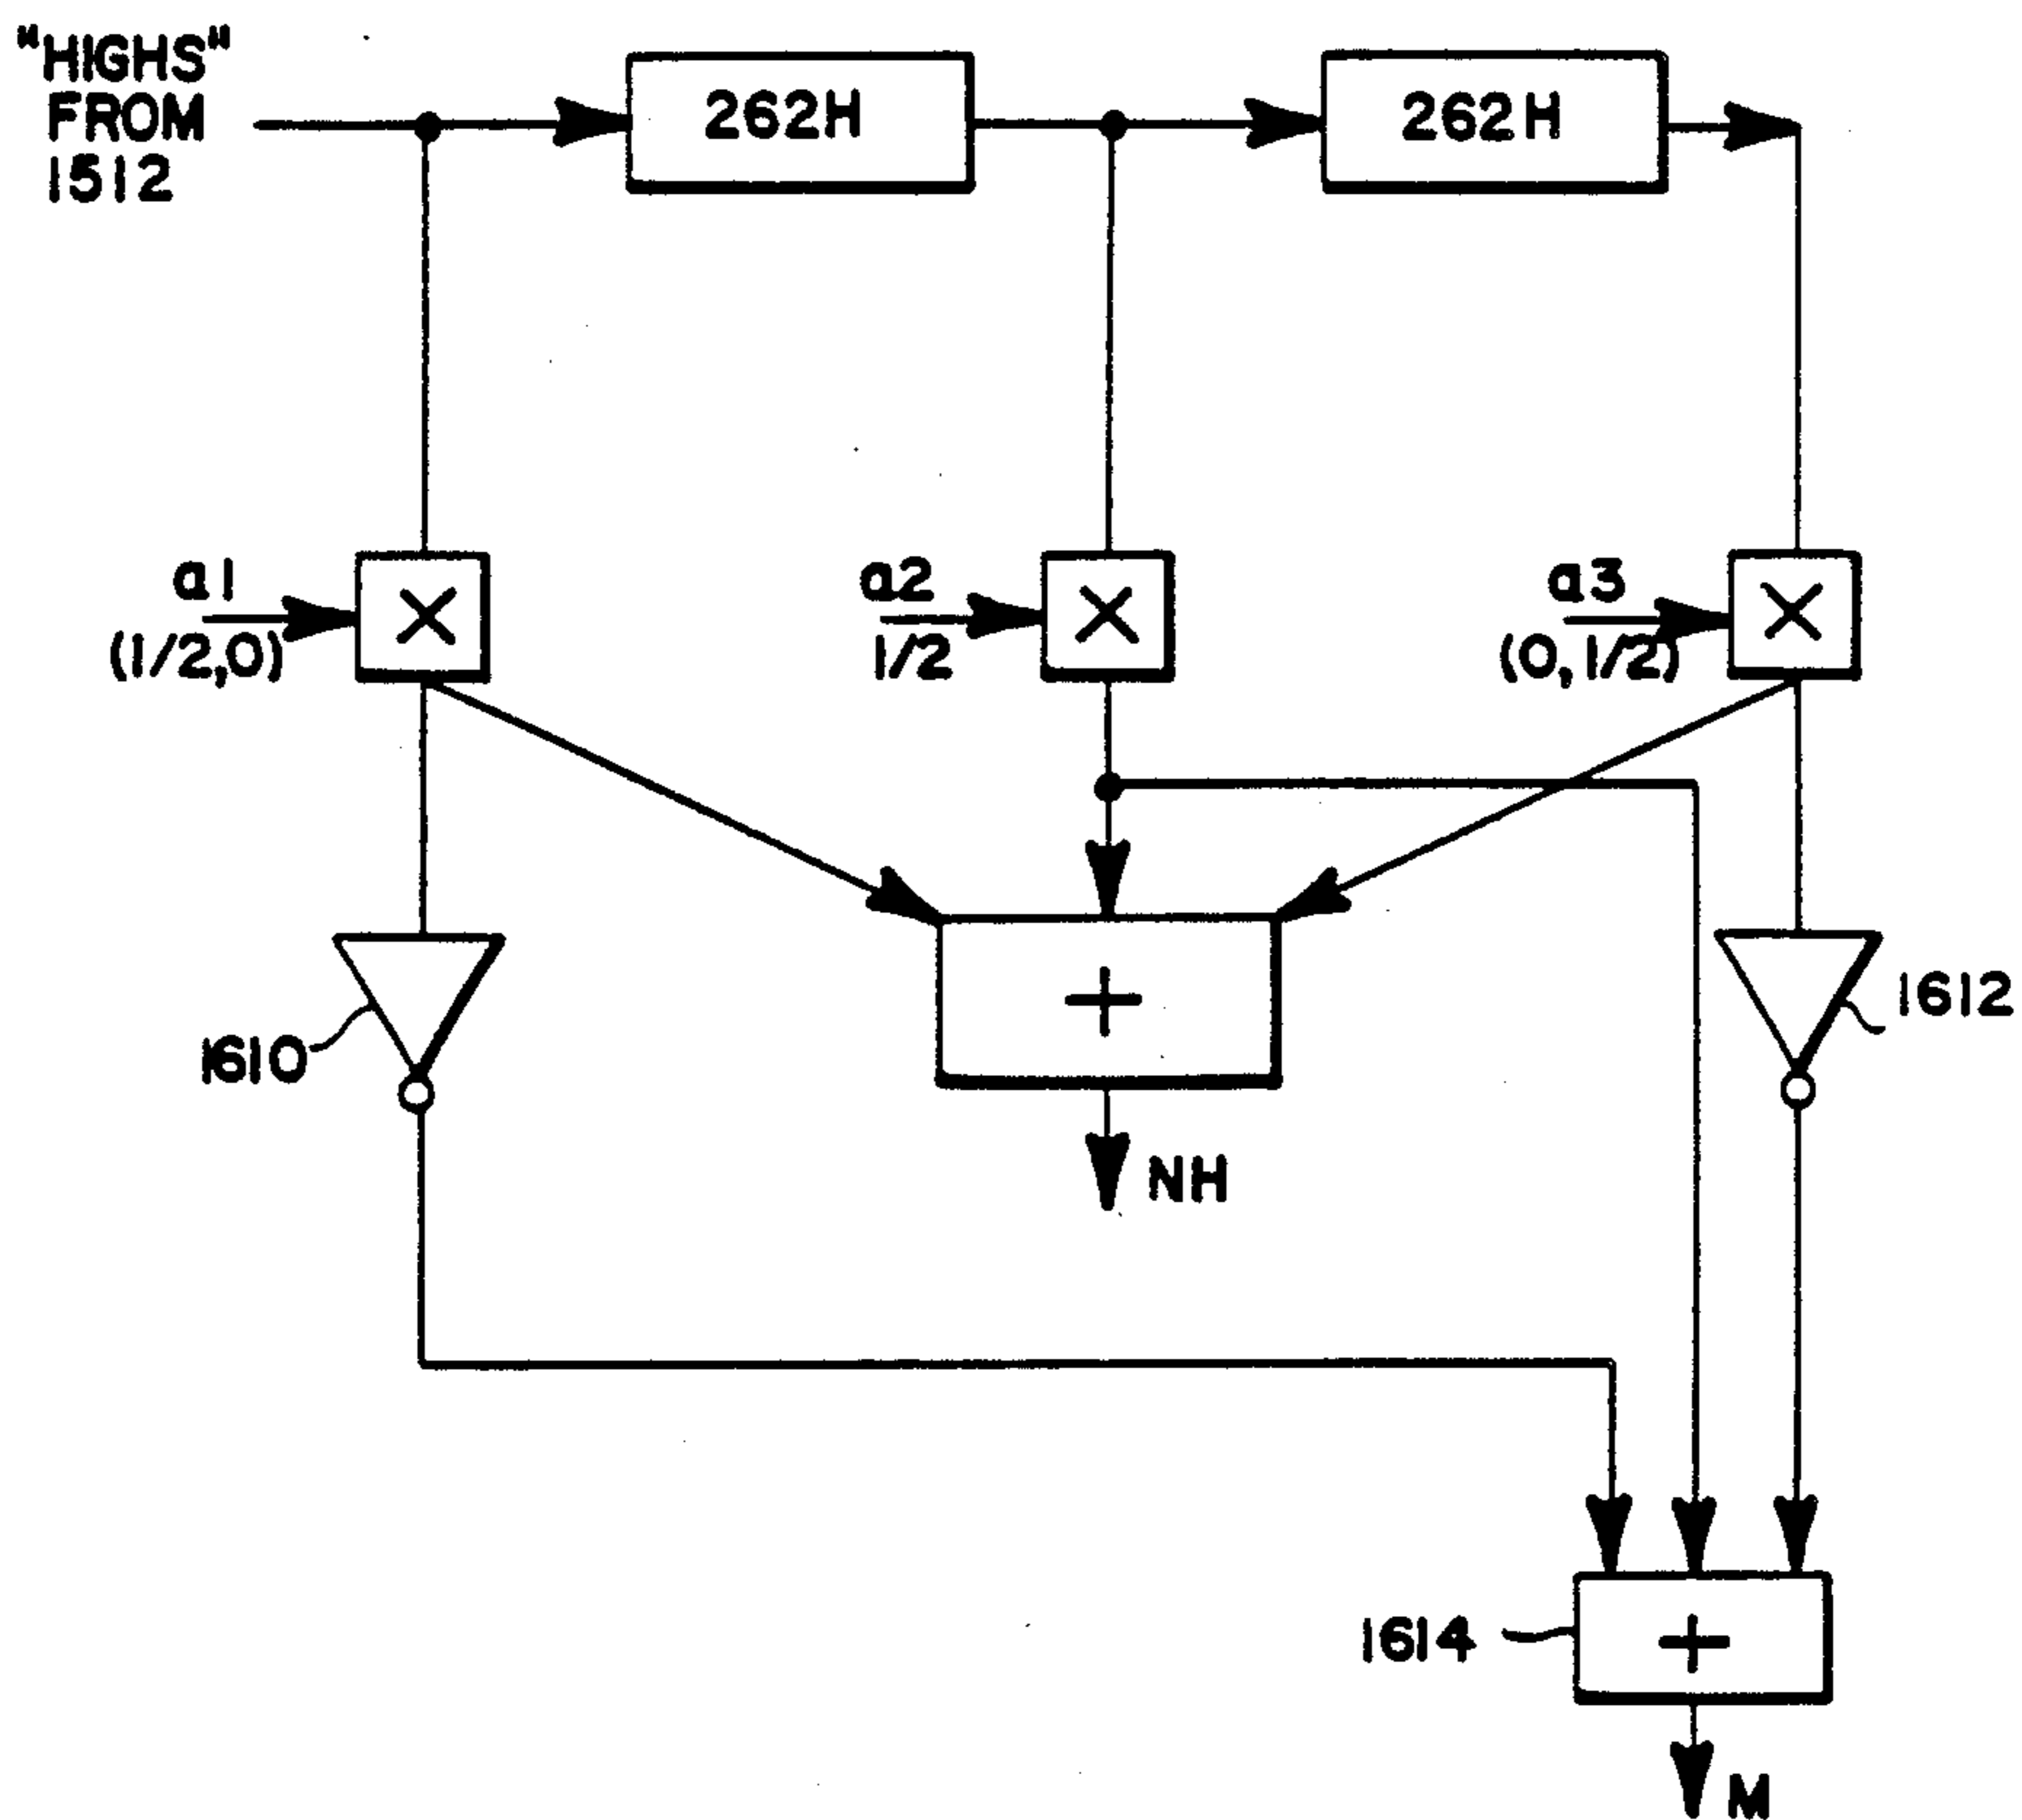 "HIGHS"
FROM
1512
262H
262H
a1
(1/2,0)
×
a2
1/2
×
a3
(0,1/2)
×
1610
+
1612
NH
1614
+
M